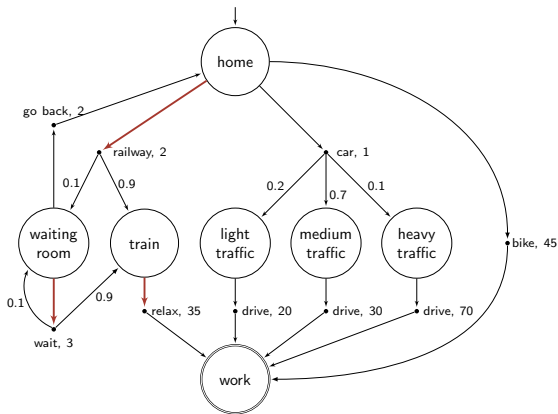 home
go back, 2
railway, 2
car, 1
0.1
0.9
0.2
0.7
0.1
waiting
room
train
light
traffic
medium
traffic
heavy
traffic
bike, 45
0.1
0.9
relax, 35
drive, 20
drive, 30
drive, 70
wait, 3
work